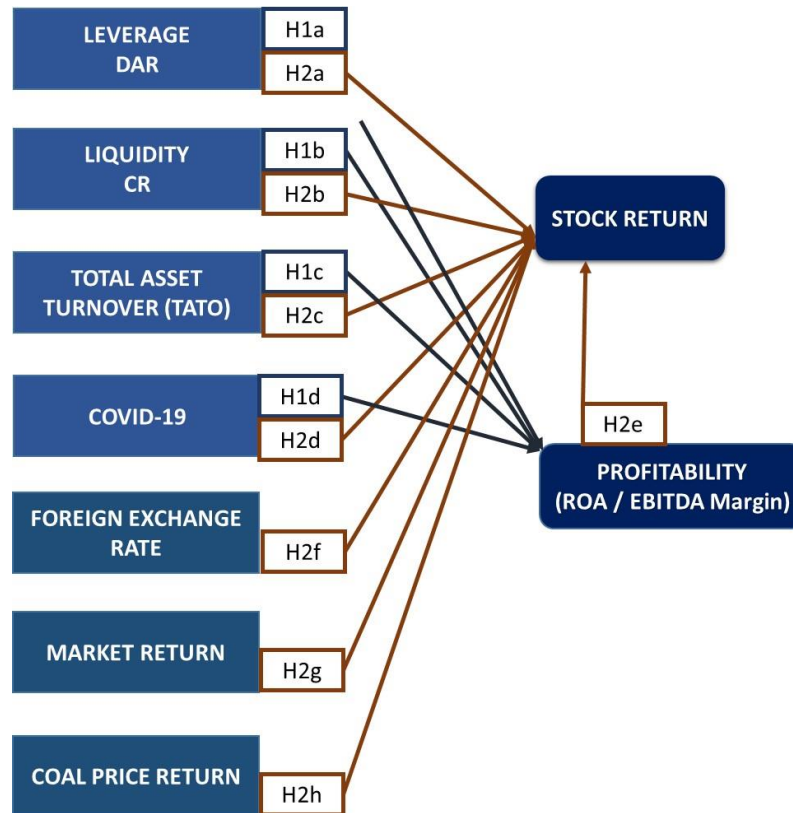 LEVERAGE
DAR
H1a
H2a
LIQUIDITY
CR
H1b
H2b
STOCK RETURN
TOTAL ASSET
TURNOVER (TATO)
H1c
H2c
COVID-19
H1d
H2d
H2e
PROFITABILITY
(ROA / EBITDA Margin)
FOREIGN EXCHANGE
RATE
H2f
MARKET RETURN
H2g
COAL PRICE RETURN
H2h